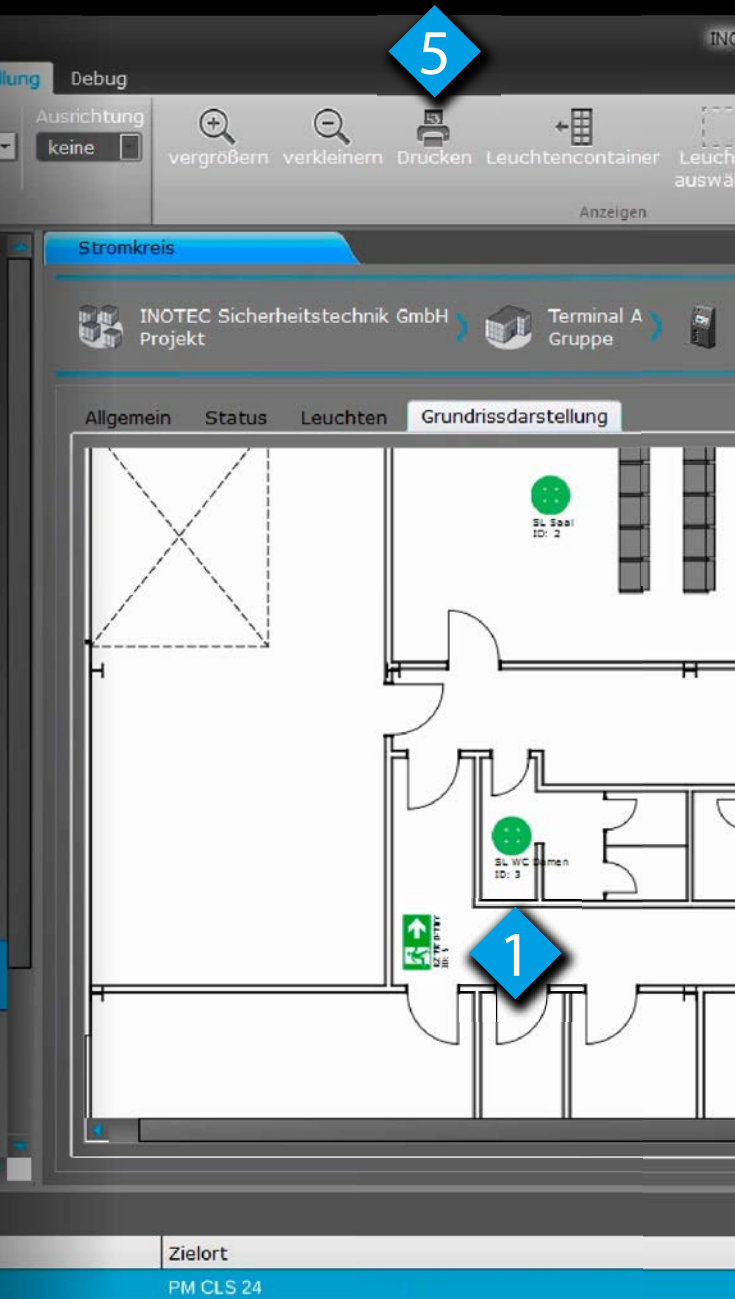 5
INO
llung
Debug
Ausrichtung
keine
vergrößern
verkleinern
Drucken
Leuchtencontainer
Leuch
auswä
Anzeigen
Stromkreis
INOTEC Sicherheitstechnik GmbH
Projekt
Terminal A
Gruppe
Allgemein
Status
Leuchten
Grundrissdarstellung
SL Saal
ID: 2
SL WC Damen
ID: 3
1
Zielort
PM CLS 24